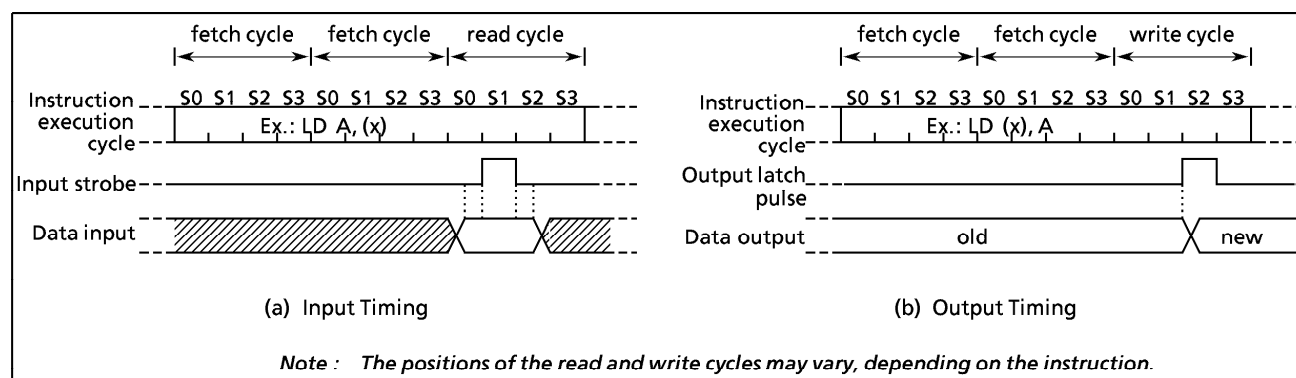 fetch cycle fetch cycle read cycle
S0 S1 S2 S3 S0 S1 S2 S3 S0 S1 S2 S3
Instruction
execution
cycle
Ex.: LD A, (x)
Input strobe
Data input
(a) Input Timing
fetch cycle fetch cycle write cycle
S0 S1 S2 S3 S0 S1 S2 S3 S0 S1 S2 S3
Instruction
execution
cycle
Ex.: LD (x), A
Output latch
pulse
Data output
old
new
(b) Output Timing
Note : The positions of the read and write cycles may vary, depending on the instruction.